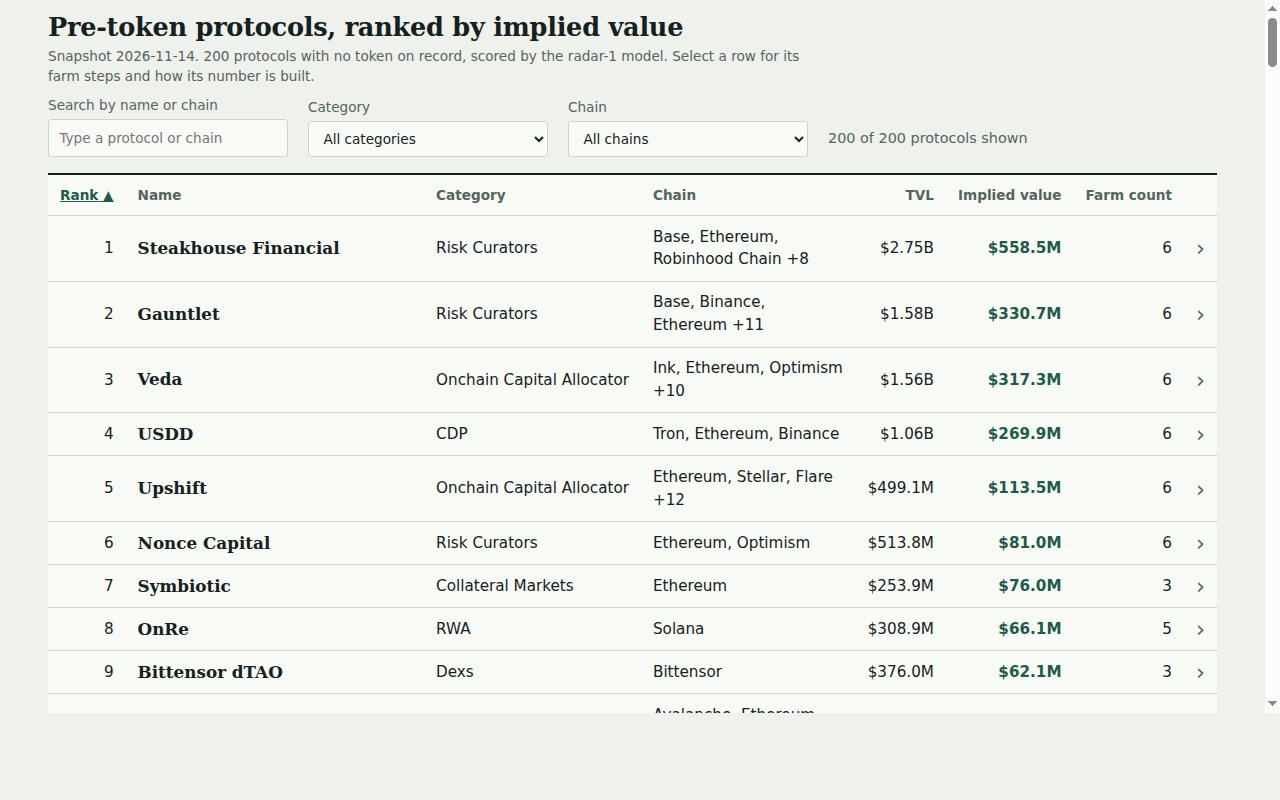 Pre-token protocols, ranked by implied value
Snapshot 2026-11-14. 200 protocols with no token on record, scored by the radar-1 model. Select a row for its
farm steps and how its number is built.
Search by name or chain
Category
Chain
Type a protocol or chain
All categories
All chains
200 of 200 protocols shown
Rank ▲ Name Category Chain TVL Implied value Farm count
1 Steakhouse Financial Risk Curators Base, Ethereum, $2.75B $558.5M 6 ›
Robinhood Chain +8
2 Gauntlet Risk Curators Base, Binance, $1.58B $330.7M 6 ›
Ethereum +11
3 Veda Onchain Capital Allocator Ink, Ethereum, Optimism $1.56B $317.3M 6 ›
+10
4 USDD CDP Tron, Ethereum, Binance $1.06B $269.9M 6 ›
5 Upshift Onchain Capital Allocator Ethereum, Stellar, Flare $499.1M $113.5M 6 ›
+12
6 Nonce Capital Risk Curators Ethereum, Optimism $513.8M $81.0M 6 ›
7 Symbiotic Collateral Markets Ethereum $253.9M $76.0M 3 ›
8 OnRe RWA Solana $308.9M $66.1M 5 ›
9 Bittensor dTAO Dexs Bittensor $376.0M $62.1M 3 ›